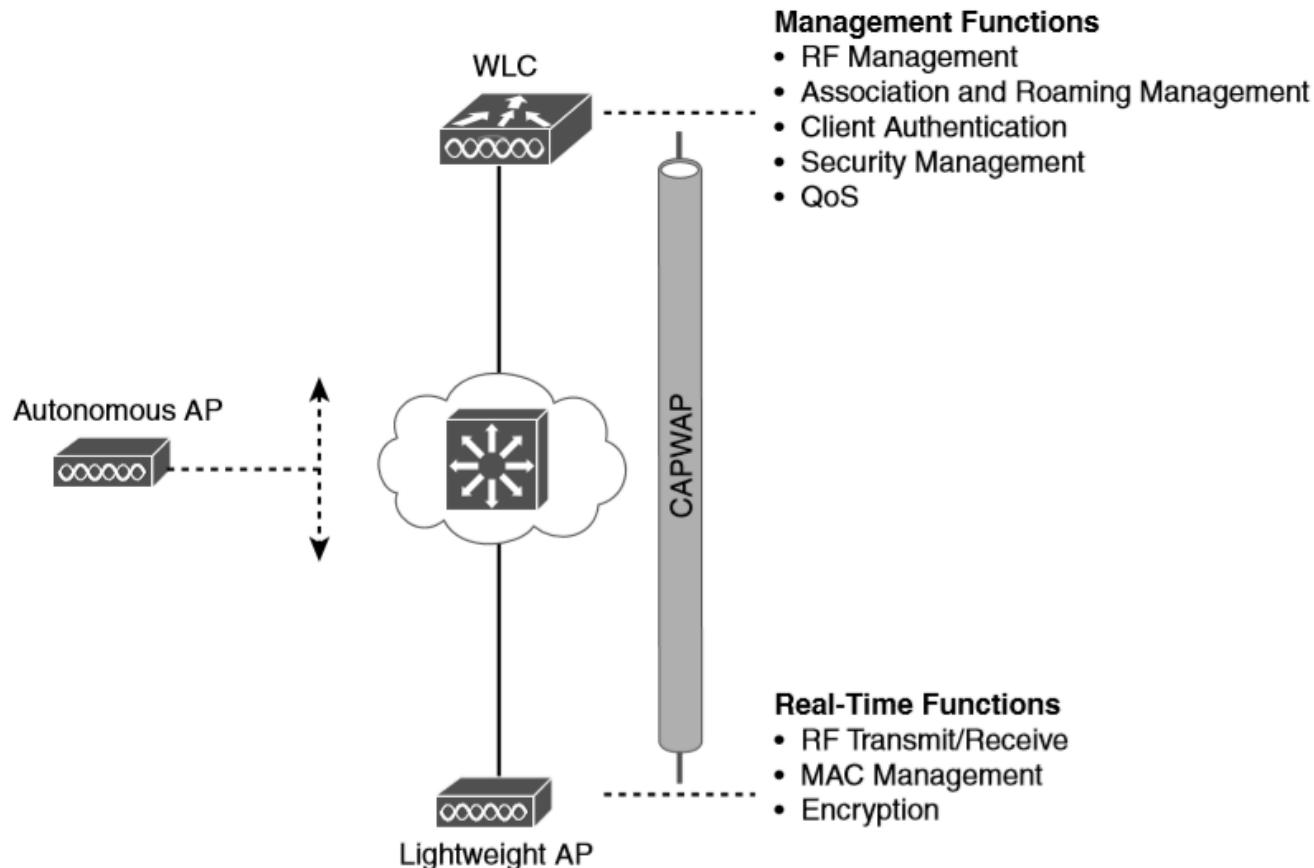 Management Functions
• RF Management
• Association and Roaming Management
• Client Authentication
• Security Management
• QoS
WLC
Autonomous AP
CAPWAP
Real-Time Functions
• RF Transmit/Receive
• MAC Management
• Encryption
Lightweight AP